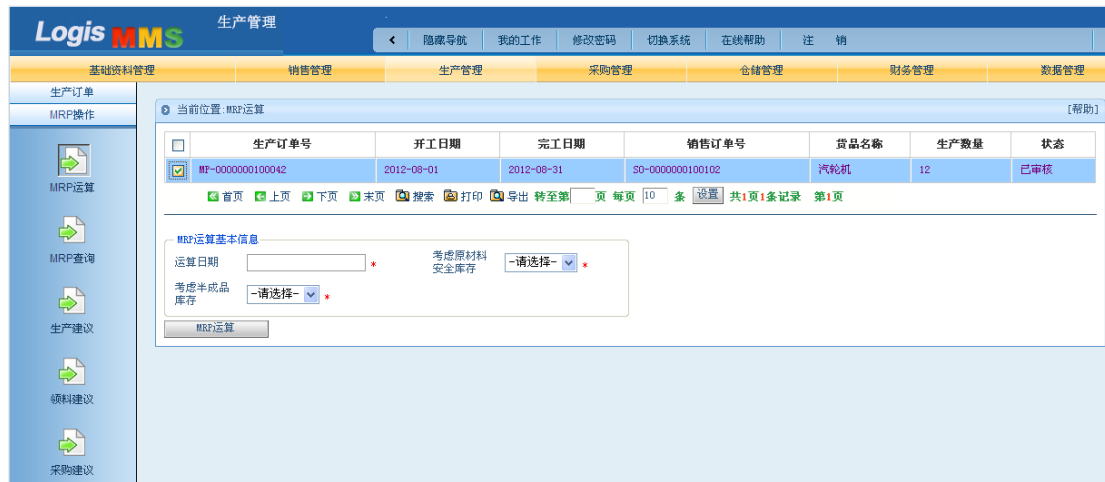 Logis MMS
生产管理
隐藏导航 我的工作 修改密码 切换系统 在线帮助 注 销
基础资料管理 销售管理 生产管理 采购管理 仓储管理 财务管理 数据管理
生产订单
MRP操作
MRP运算
MRP查询
生产建议
领料建议
采购建议
当前位置:MRP运算 [帮助]
生产订单号 开工日期 完工日期 销售订单号 货品名称 生产数量 状态
MP-0000000100042 2012-08-01 2012-08-31 SO-0000000100102 汽轮机 12 已审核
首页 上页 下页 末页 搜索 打印 导出 转至第 页 每页 10 条 设置 共1页1条记录 第1页
MRP运算基本信息
运算日期 * 考虑原材料安全库存 -请选择- *
考虑半成品库存 -请选择- *
MRP运算